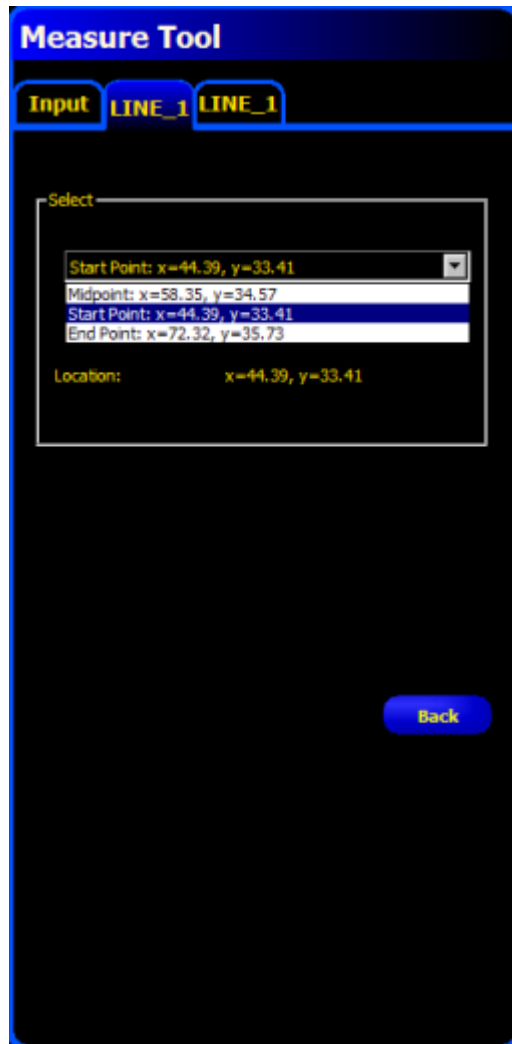 Measure Tool
Input LINE_1 LINE_1
Select
Start Point: x=44.39, y=33.41
Midpoint: x=58.35, y=34.57
Start Point: x=44.39, y=33.41
End Point: x=72.32, y=35.73
Location: x=44.39, y=33.41
Back